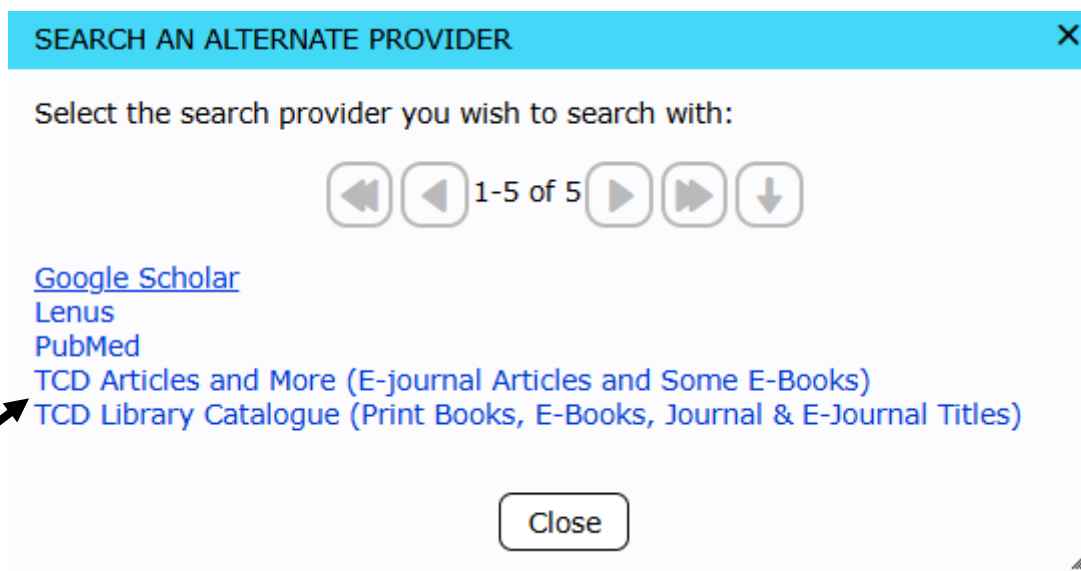 SEARCH AN ALTERNATE PROVIDER
Select the search provider you wish to search with:
1-5 of 5
Google Scholar
Lenus
PubMed
TCD Articles and More (E-journal Articles and Some E-Books)
TCD Library Catalogue (Print Books, E-Books, Journal & E-Journal Titles)
Close